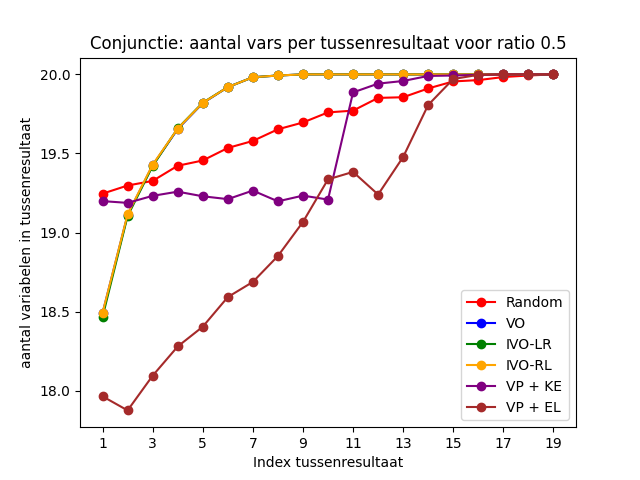 Conjunctie: aantal vars per tussenresultaat voor ratio 0.5
aantal variabelen in tussenresultaat
20.0
19.5
19.0
18.5
18.0
Random
VO
IVO-LR
IVO-RL
VP + KE
VP + EL
1 3 5 7 9 11 13 15 17 19
Index tussenresultaat